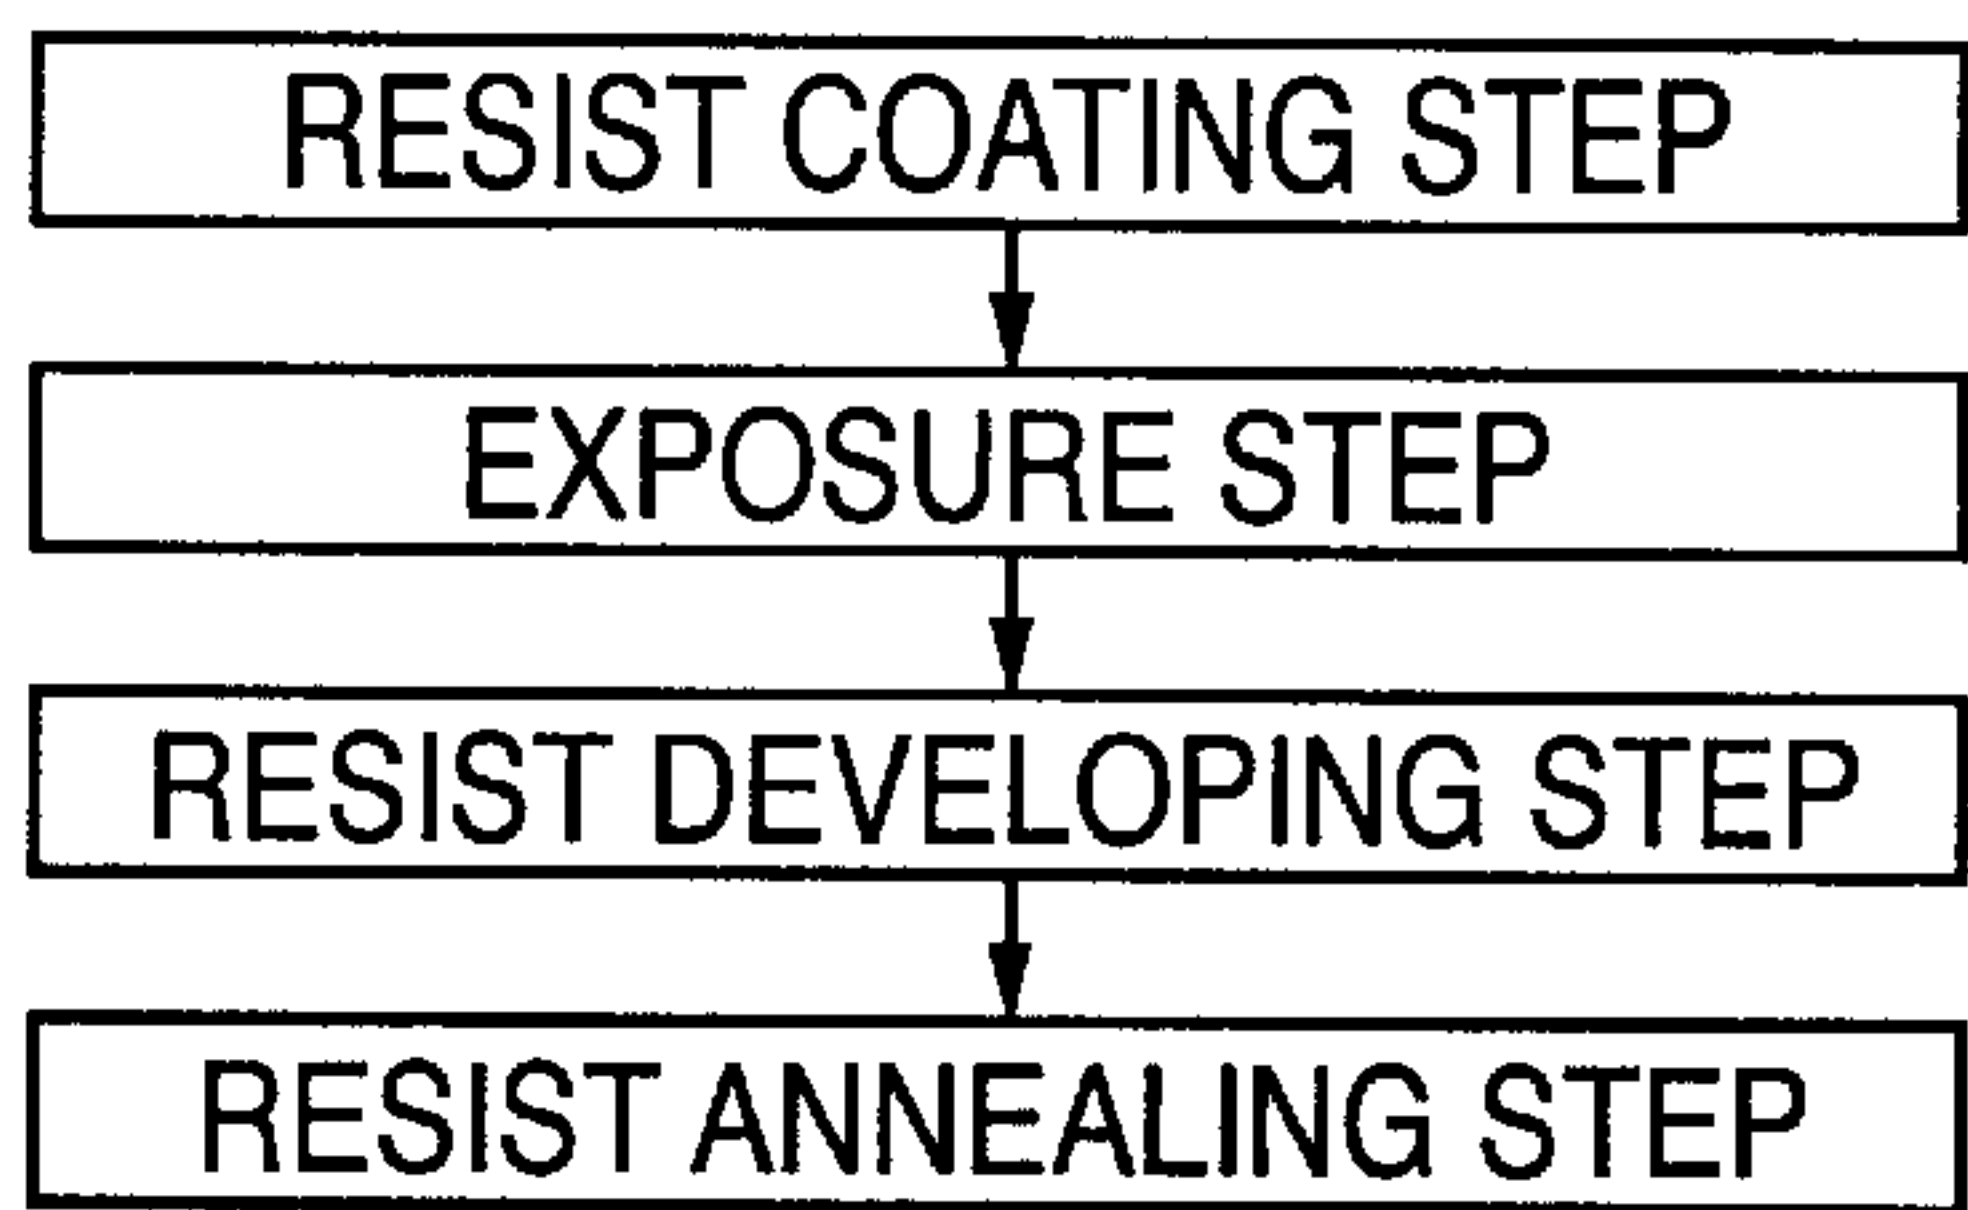 RESIST COATING STEP
EXPOSURE STEP
RESIST DEVELOPING STEP
RESIST ANNEALING STEP